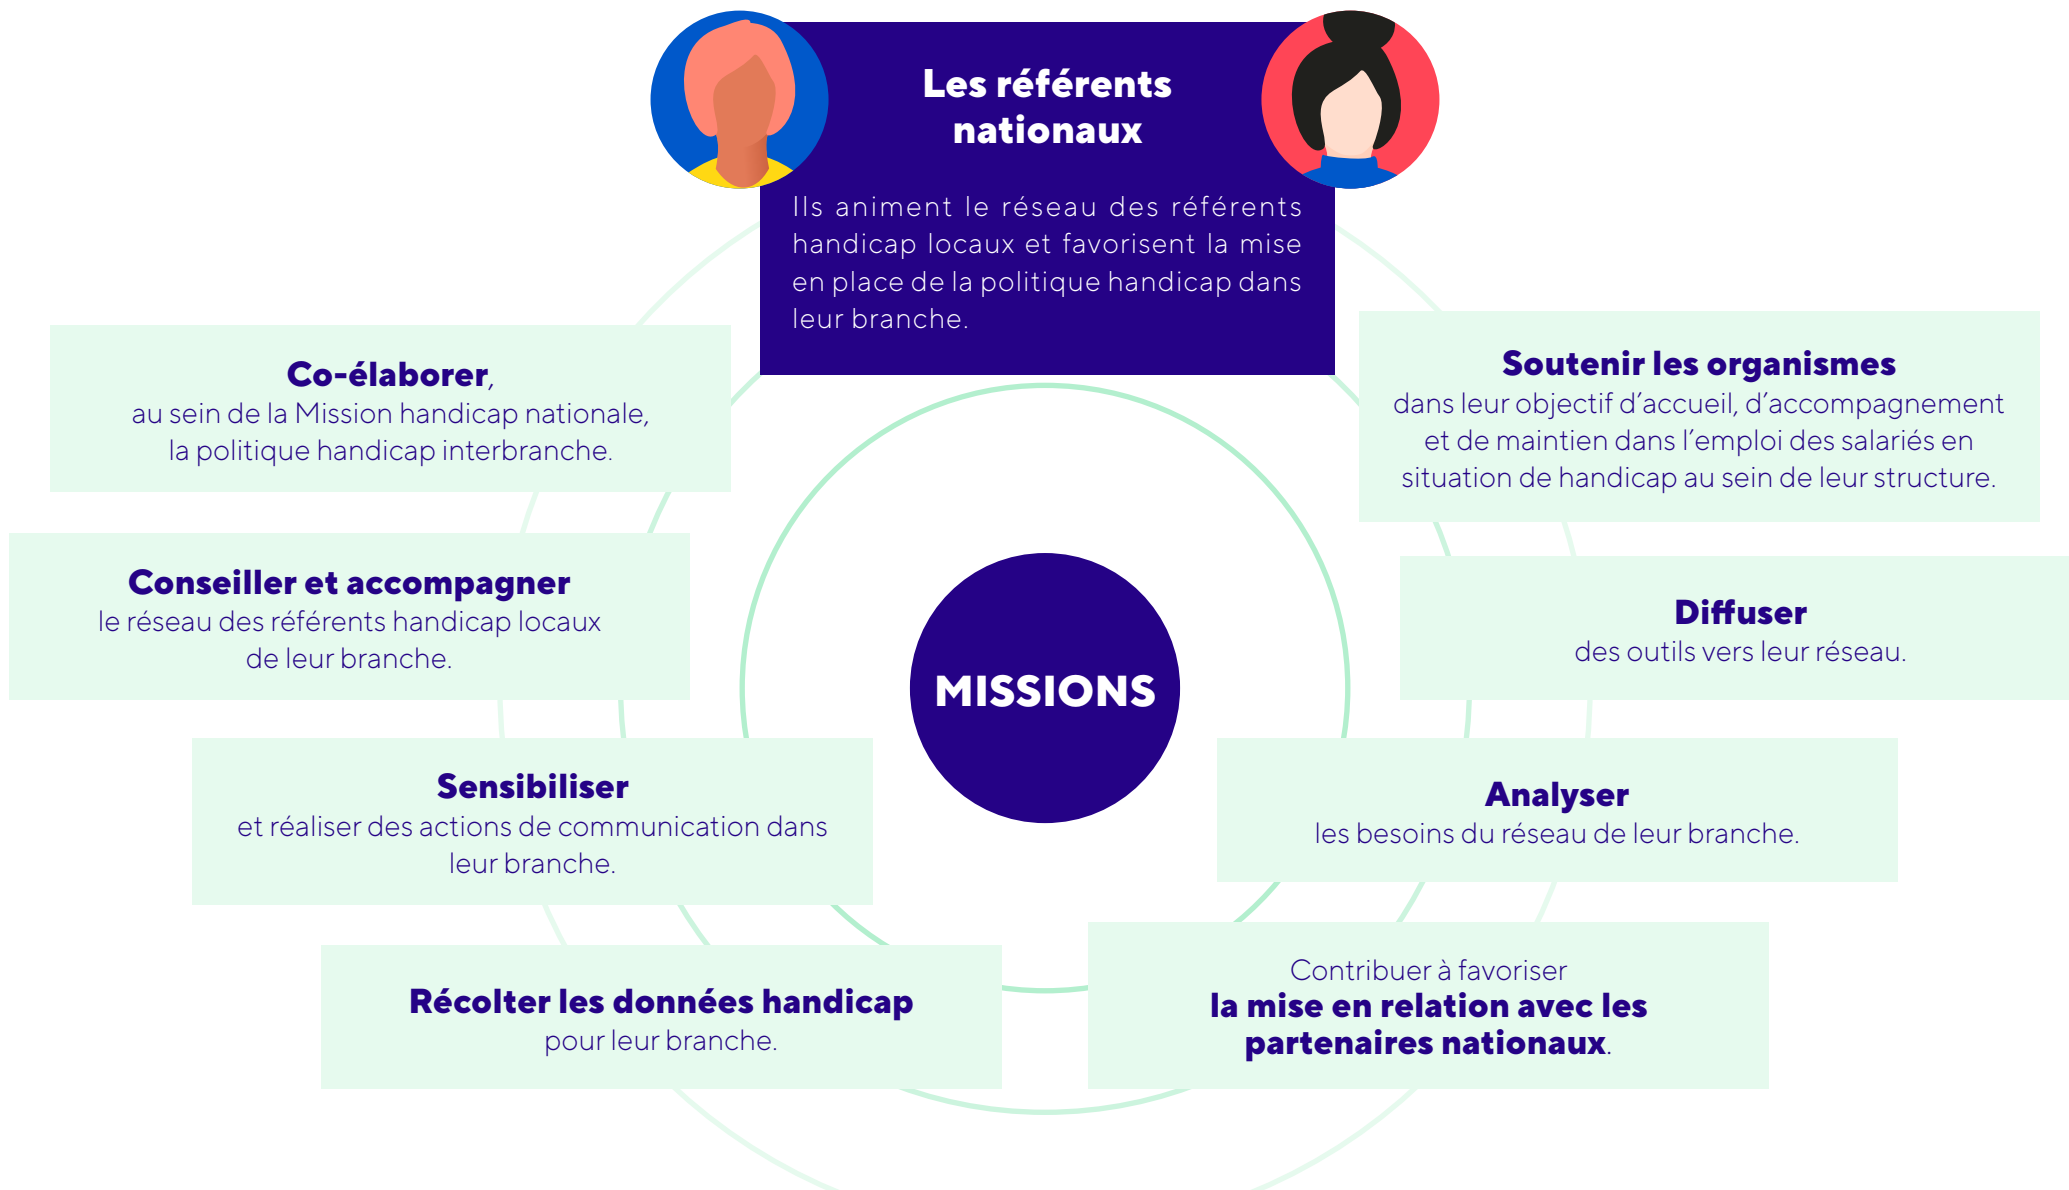 Les référents
nationaux
Ils animent le réseau des référents
handicap locaux et favorisent la mise
en place de la politique handicap dans
leur branche.
Co-élaborer,
au sein de la Mission handicap nationale,
la politique handicap interbranche.
Conseiller et accompagner
le réseau des référents handicap locaux
de leur branche.
Sensibiliser
et réaliser des actions de communication dans
leur branche.
Récolter les données handicap
pour leur branche.
MISSIONS
Soutenir les organismes
dans leur objectif d’accueil, d’accompagnement
et de maintien dans l’emploi des salariés en
situation de handicap au sein de leur structure.
Diffuser
des outils vers leur réseau.
Analyser
les besoins du réseau de leur branche.
Contribuer à favoriser
la mise en relation avec les
partenaires nationaux.